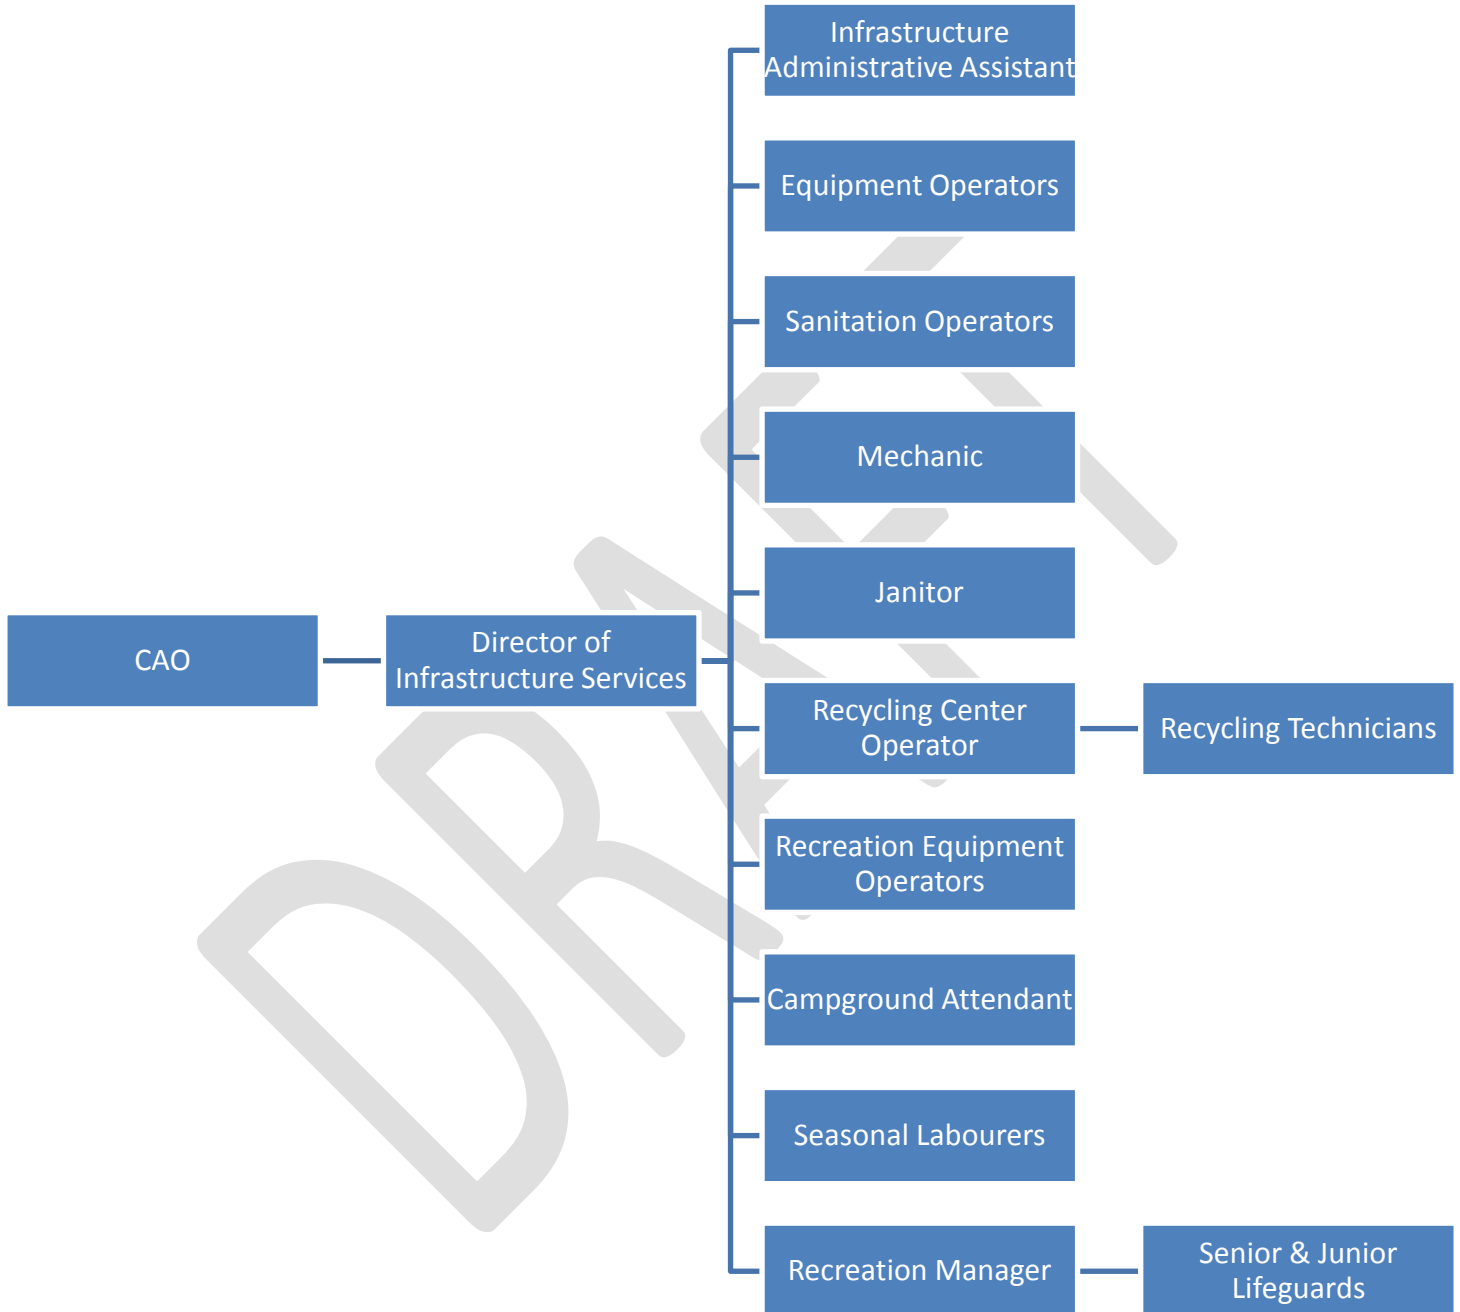 Infrastructure
Administrative Assistant
Equipment Operators
Sanitation Operators
Mechanic
Janitor
CAO
Director of
Infrastructure Services
Recycling Center
Operator
Recycling Technicians
Recreation Equipment
Operators
Campground Attendant
Seasonal Labourers
Recreation Manager
Senior & Junior
Lifeguards
DRAFT